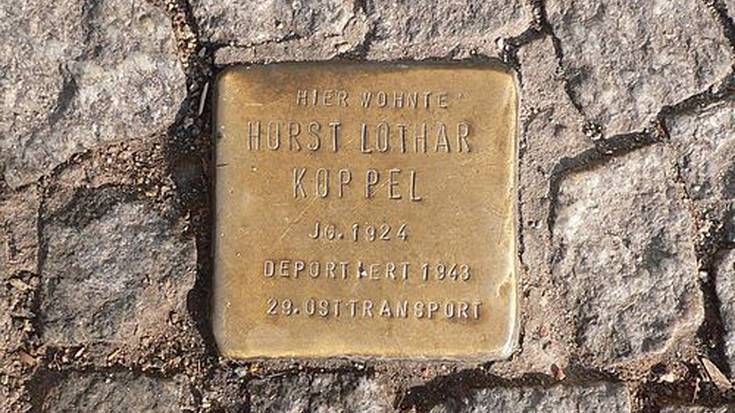 HIER WOHNTE
HORST LOTHAR
KOPPEL
JG. 1924
DEPORTIERT 1943
29. OSTTRANSPORT